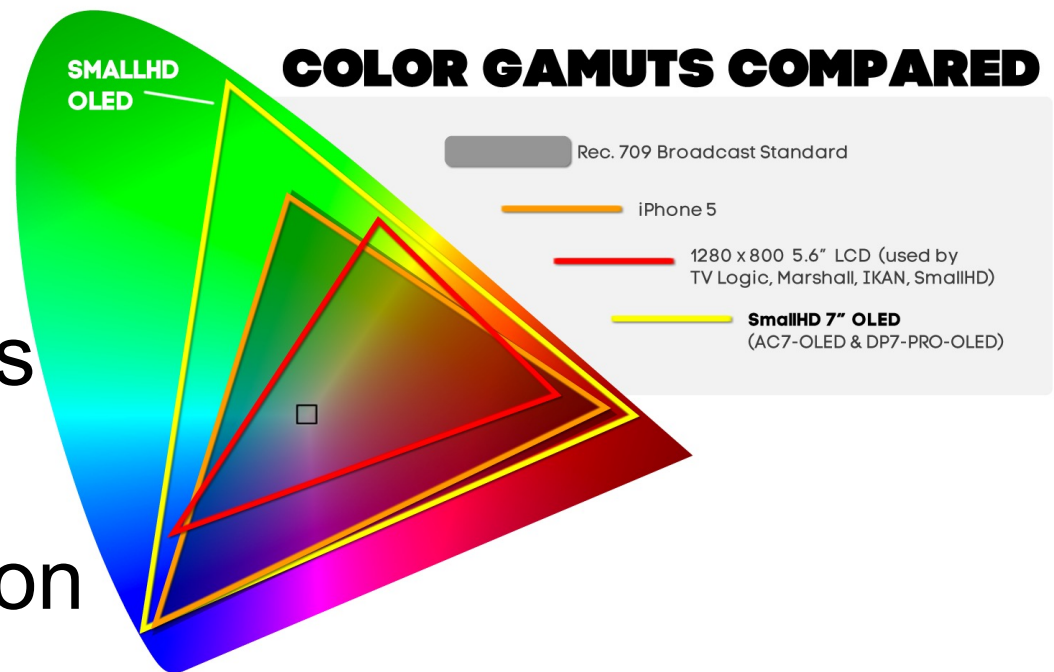 SMALLHD
OLED
COLOR GAMUTS COMPARED
Rec. 709 Broadcast Standard
iPhone 5
1280 x 800 5.6” LCD (used by
TV Logic, Marshall, IKAN, SmallHD)
SmallHD 7” OLED
(AC7-OLED & DP7-PRO-OLED)
s
on